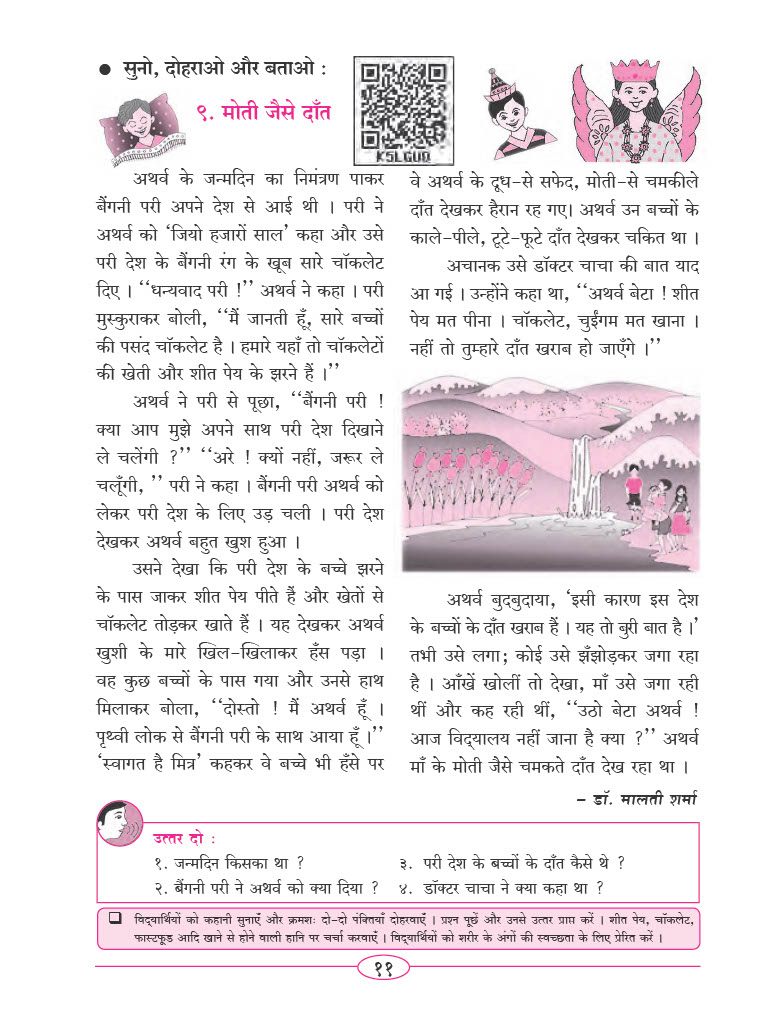 ● सुनो, दोहराओ और बताओ :
९. मोती जैसे दाँत
KSLGUQ
अथर्व के जन्मदिन का निमंत्रण पाकर
बैंगनी परी अपने देश से आई थी । परी ने
अथर्व को ‘जियो हजारों साल’ कहा और उसे
परी देश के बैंगनी रंग के खूब सारे चॉकलेट
दिए । ‘‘धन्यवाद परी !’’ अथर्व ने कहा । परी
मुस्कुराकर बोली, ‘‘मैं जानती हूँ, सारे बच्चों
की पसंद चॉकलेट है । हमारे यहाँ तो चॉकलेटों
की खेती और शीत पेय के झरने हैं ।’’
अथर्व ने परी से पूछा, ‘‘बैंगनी परी !
क्या आप मुझे अपने साथ परी देश दिखाने
ले चलेंगी ?’’ ‘‘अरे ! क्यों नहीं, जरूर ले
चलूँगी, ’’ परी ने कहा । बैंगनी परी अथर्व को
लेकर परी देश के लिए उड़ चली । परी देश
देखकर अथर्व बहुत खुश हुआ ।
उसने देखा कि परी देश के बच्चे झरने
के पास जाकर शीत पेय पीते हैं और खेतों से
चॉकलेट तोड़कर खाते हैं । यह देखकर अथर्व
खुशी के मारे खिल-खिलाकर हँस पड़ा ।
वह कुछ बच्चों के पास गया और उनसे हाथ
मिलाकर बोला, ‘‘दोस्तो ! मैं अथर्व हूँ ।
पृथ्वी लोक से बैंगनी परी के साथ आया हूँ ।’’
‘स्वागत है मित्र’ कहकर वे बच्चे भी हँसे पर
वे अथर्व के दूध-से सफेद, मोती-से चमकीले
दाँत देखकर हैरान रह गए। अथर्व उन बच्चों के
काले-पीले, टूटे-फूटे दाँत देखकर चकित था ।
अचानक उसे डॉक्टर चाचा की बात याद
आ गई । उन्होंने कहा था, ‘‘अथर्व बेटा ! शीत
पेय मत पीना । चॉकलेट, चुईंगम मत खाना ।
नहीं तो तुम्हारे दाँत खराब हो जाएँगे ।’’
अथर्व बुदबुदाया, ‘इसी कारण इस देश
के बच्चों के दाँत खराब हैं । यह तो बुरी बात है ।’
तभी उसे लगा; कोई उसे झँझोड़कर जगा रहा
है । आँखें खोलीं तो देखा, माँ उसे जगा रही
थीं और कह रही थीं, ‘‘उठो बेटा अथर्व !
आज विद्‌यालय नहीं जाना है क्या ?’’ अथर्व
माँ के मोती जैसे चमकते दाँत देख रहा था ।
– डॉ. मालती शर्मा
उत्तर दो :
१. जन्मदिन किसका था ?
२. बैंगनी परी ने अथर्व को क्या दिया ?
३. परी देश के बच्चों के दाँत कैसे थे ?
४. डॉक्टर चाचा ने क्या कहा था ?
❑ विद्‌यार्थियों को कहानी सुनाएँ और क्रमशः दो-दो पंक्तियाँ दोहरवाएँ । प्रश्न पूछें और उनसे उत्तर प्राप्त करें । शीत पेय, चॉकलेट,
फास्टफूड आदि खाने से होने वाली हानि पर चर्चा करवाएँ । विद्‌यार्थियों को शरीर के अंगों की स्वच्छता के लिए प्रेरित करें ।
११